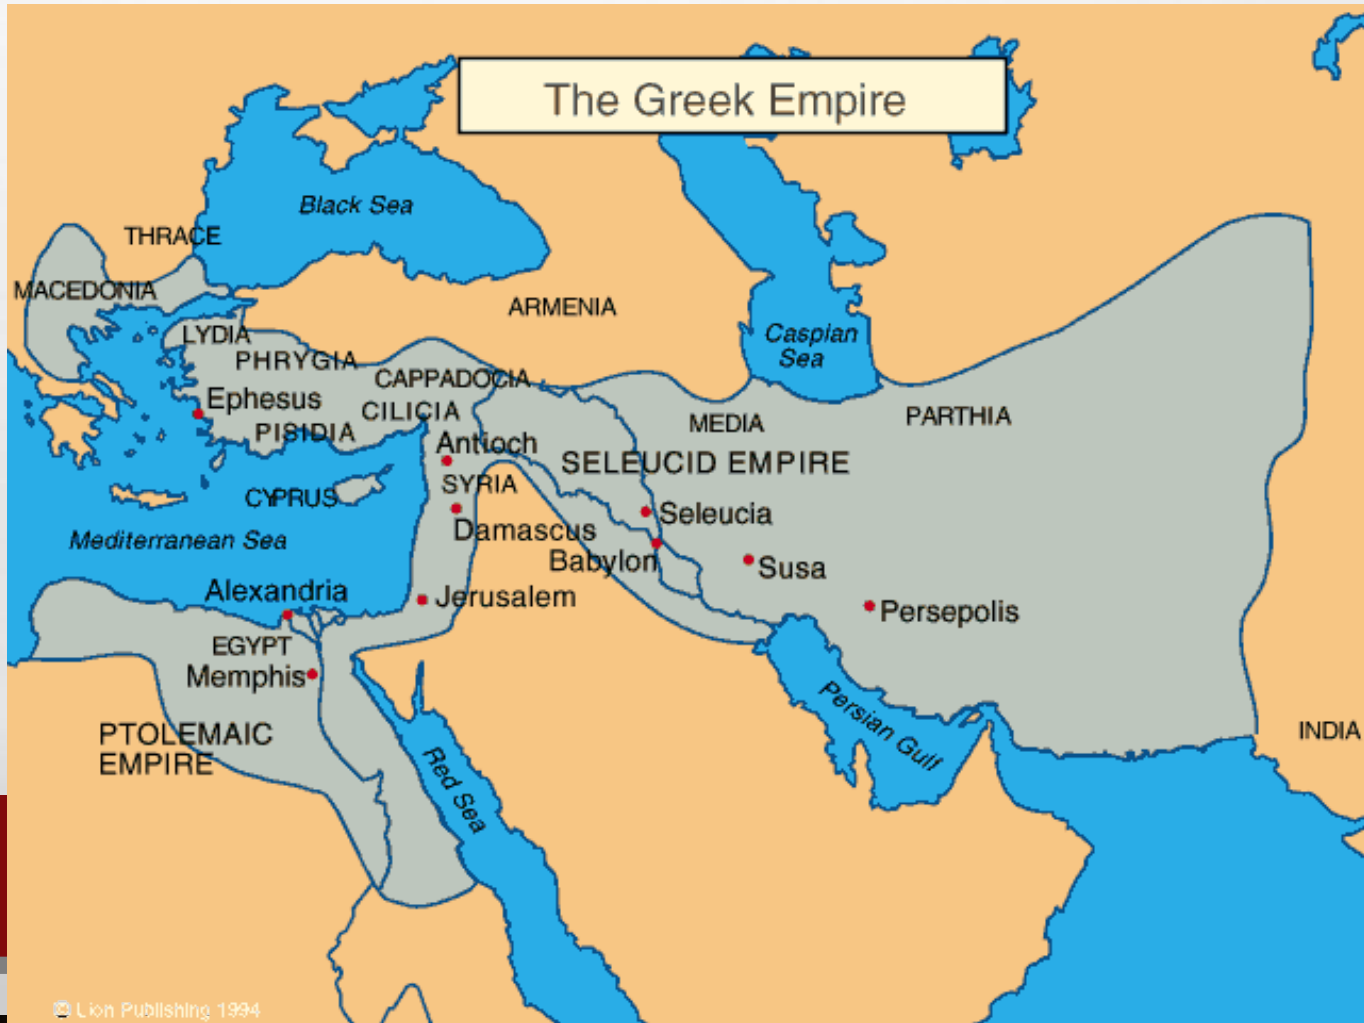 The Greek Empire
Black Sea
THRACE
MACEDONIA
ARMENIA
LYDIA
Caspian
Sea
PHRYGIA
CAPPADOCIA
Ephesus
CILICIA
PARTHIA
MEDIA
PISIDIA
Antioch
SELEUCID EMPIRE
SYRIA
CYPRUS
Seleucia
Damascus
Mediterranean Sea
Babylon
Susa
Alexandria
Jerusalem
Persepolis
EGYPT
Memphis
Persian Gulf
PTOLEMAIC
EMPIRE
INDIA
Red Sea
© Lion Publishing 1994